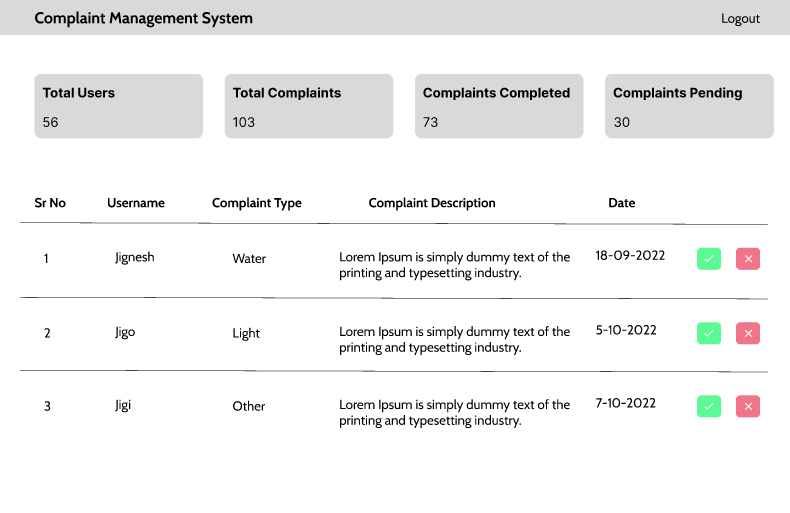 Complaint Management System Logout
Total Users Total Complaints Complaints Completed Complaints Pending
56 103 73 30
Sr No Username Complaint Type Complaint Description Date
1 Jignesh Water Lorem Ipsum is simply dummy text of the 18-09-2022
printing and typesetting industry.
2 Jigo Light Lorem Ipsum is simply dummy text of the 5-10-2022
printing and typesetting industry.
3 Jigi Other Lorem Ipsum is simply dummy text of the 7-10-2022
printing and typesetting industry.